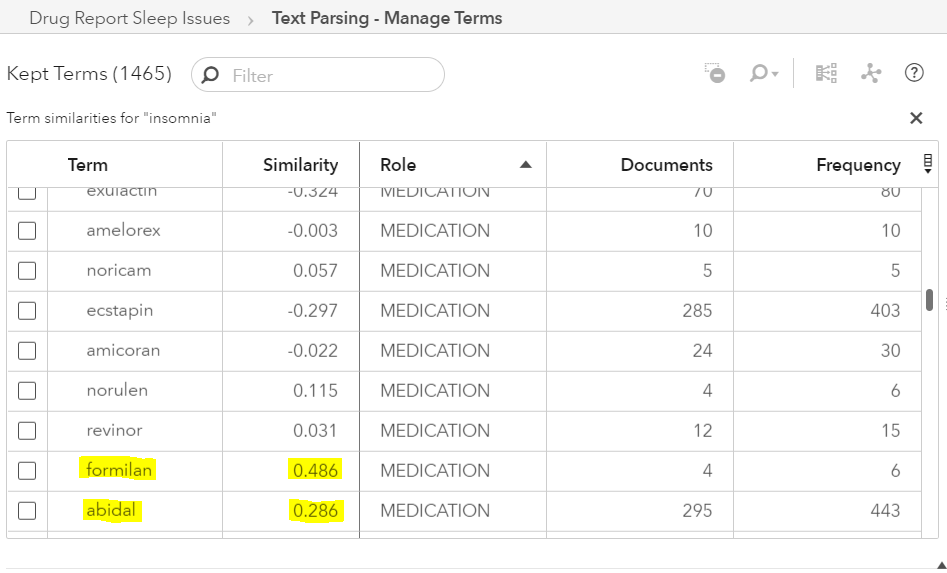 Drug Report Sleep Issues > Text Parsing - Manage Terms
Kept Terms (1465) Filter
Term similarities for "insomnia"
Term Similarity Role Documents Frequency
exulactin -0.324 MEDICATION 70 80
amelorex -0.003 MEDICATION 10 10
noricam 0.057 MEDICATION 5 5
ecstapin -0.297 MEDICATION 285 403
amicoran -0.022 MEDICATION 24 30
norulen 0.115 MEDICATION 4 6
revinor 0.031 MEDICATION 12 15
formilan 0.486 MEDICATION 4 6
abidal 0.286 MEDICATION 295 443